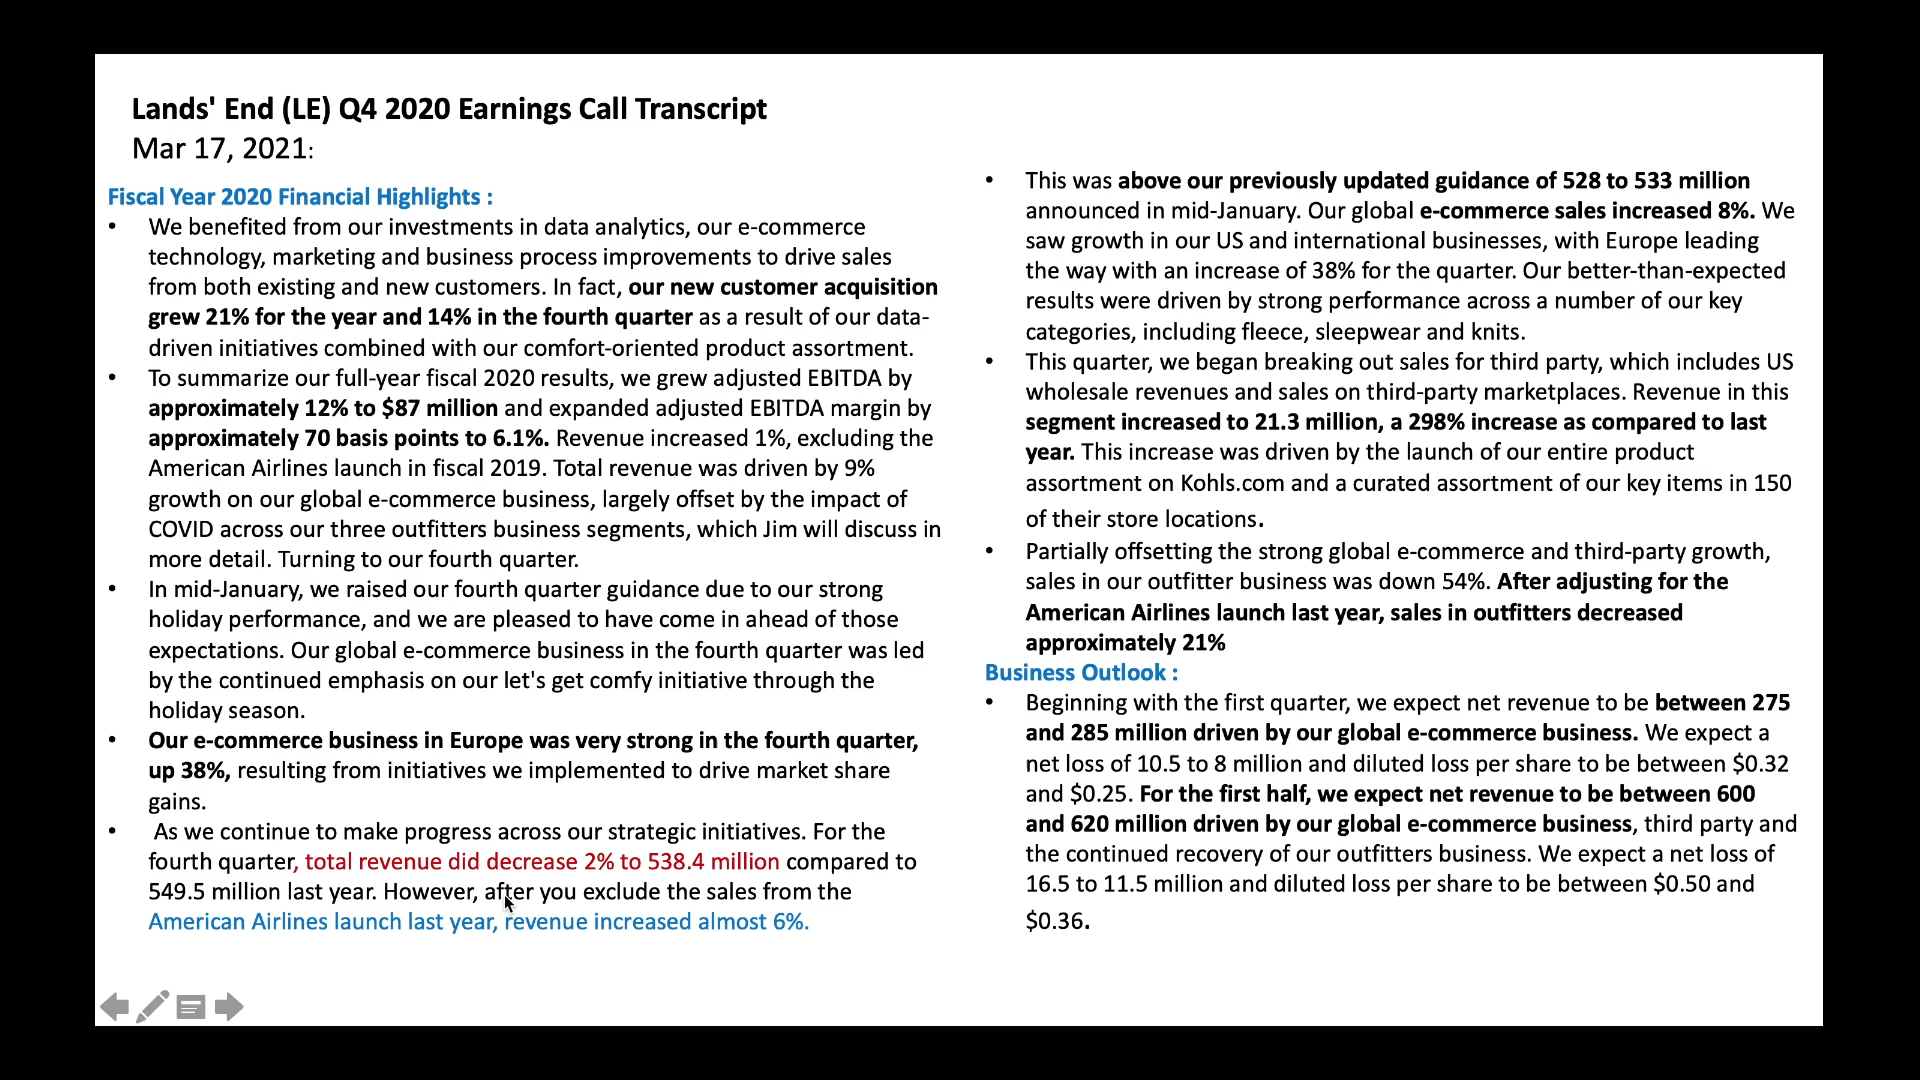 Lands' End (LE) Q4 2020 Earnings Call Transcript
Mar 17, 2021:
Fiscal Year 2020 Financial Highlights :
• We benefited from our investments in data analytics, our e-commerce
technology, marketing and business process improvements to drive sales
from both existing and new customers. In fact, our new customer acquisition
grew 21% for the year and 14% in the fourth quarter as a result of our data-
driven initiatives combined with our comfort-oriented product assortment.
• To summarize our full-year fiscal 2020 results, we grew adjusted EBITDA by
approximately 12% to $87 million and expanded adjusted EBITDA margin by
approximately 70 basis points to 6.1%. Revenue increased 1%, excluding the
American Airlines launch in fiscal 2019. Total revenue was driven by 9%
growth on our global e-commerce business, largely offset by the impact of
COVID across our three outfitters business segments, which Jim will discuss in
more detail. Turning to our fourth quarter.
• In mid-January, we raised our fourth quarter guidance due to our strong
holiday performance, and we are pleased to have come in ahead of those
expectations. Our global e-commerce business in the fourth quarter was led
by the continued emphasis on our let's get comfy initiative through the
holiday season.
• Our e-commerce business in Europe was very strong in the fourth quarter,
up 38%, resulting from initiatives we implemented to drive market share
gains.
• As we continue to make progress across our strategic initiatives. For the
fourth quarter, total revenue did decrease 2% to 538.4 million compared to
549.5 million last year. However, after you exclude the sales from the
American Airlines launch last year, revenue increased almost 6%.
• This was above our previously updated guidance of 528 to 533 million
announced in mid-January. Our global e-commerce sales increased 8%. We
saw growth in our US and international businesses, with Europe leading
the way with an increase of 38% for the quarter. Our better-than-expected
results were driven by strong performance across a number of our key
categories, including fleece, sleepwear and knits.
• This quarter, we began breaking out sales for third party, which includes US
wholesale revenues and sales on third-party marketplaces. Revenue in this
segment increased to 21.3 million, a 298% increase as compared to last
year. This increase was driven by the launch of our entire product
assortment on Kohls.com and a curated assortment of our key items in 150
of their store locations.
• Partially offsetting the strong global e-commerce and third-party growth,
sales in our outfitter business was down 54%. After adjusting for the
American Airlines launch last year, sales in outfitters decreased
approximately 21%
Business Outlook :
• Beginning with the first quarter, we expect net revenue to be between 275
and 285 million driven by our global e-commerce business. We expect a
net loss of 10.5 to 8 million and diluted loss per share to be between $0.32
and $0.25. For the first half, we expect net revenue to be between 600
and 620 million driven by our global e-commerce business, third party and
the continued recovery of our outfitters business. We expect a net loss of
16.5 to 11.5 million and diluted loss per share to be between $0.50 and
$0.36.